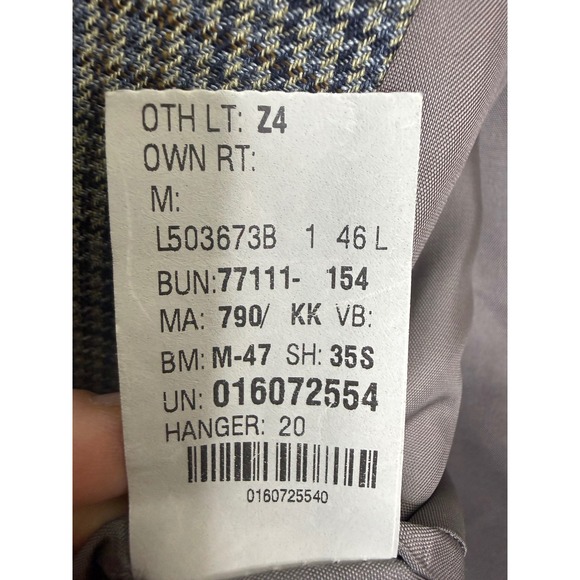 OTH LT: Z4
OWN RT:
M:
L503673B 1 46 L
BUN:77111- 154
MA: 790/ KK VB:
BM: M-47 SH: 35S
UN: 016072554
HANGER: 20
0160725540